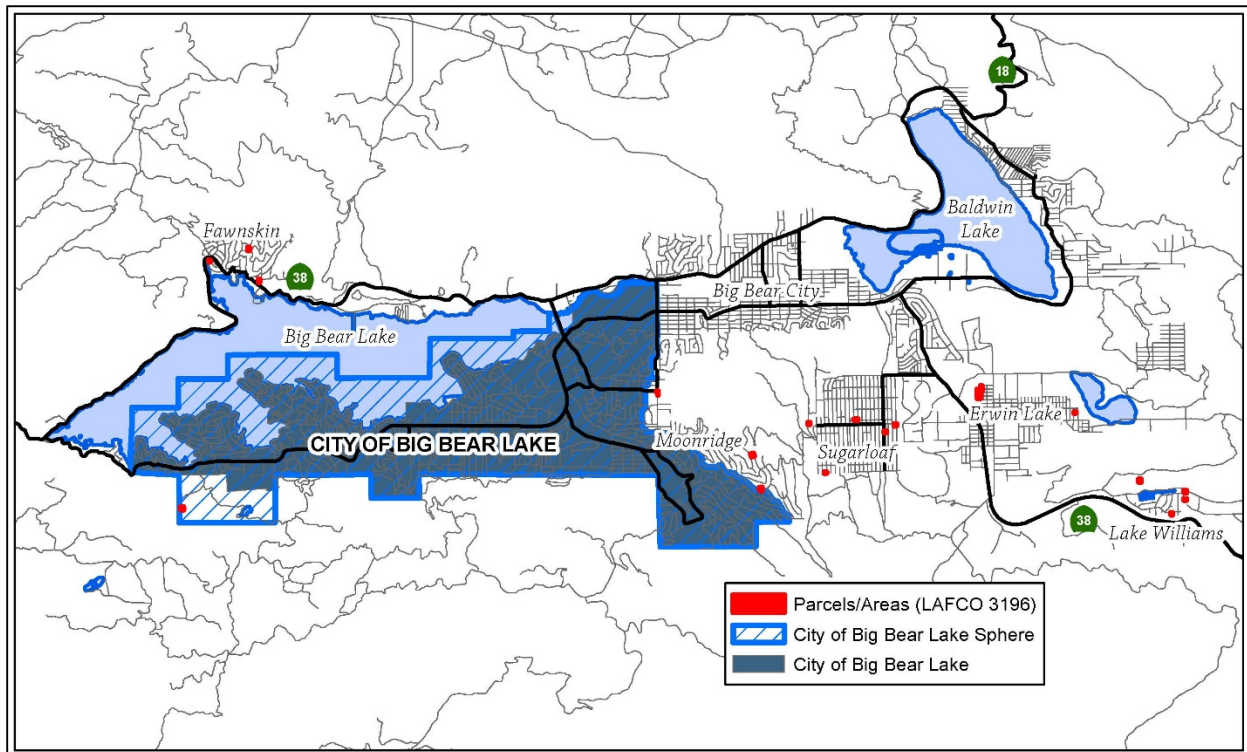 18
Fawnskin
Baldwin
Lake
38
Big Bear City
Big Bear Lake
Erwin Lake
CITY OF BIG BEAR LAKE
Moonridge
Sugarloaf
38
Lake Williams
Parcels/Areas (LAFCO 3196)
City of Big Bear Lake Sphere
City of Big Bear Lake